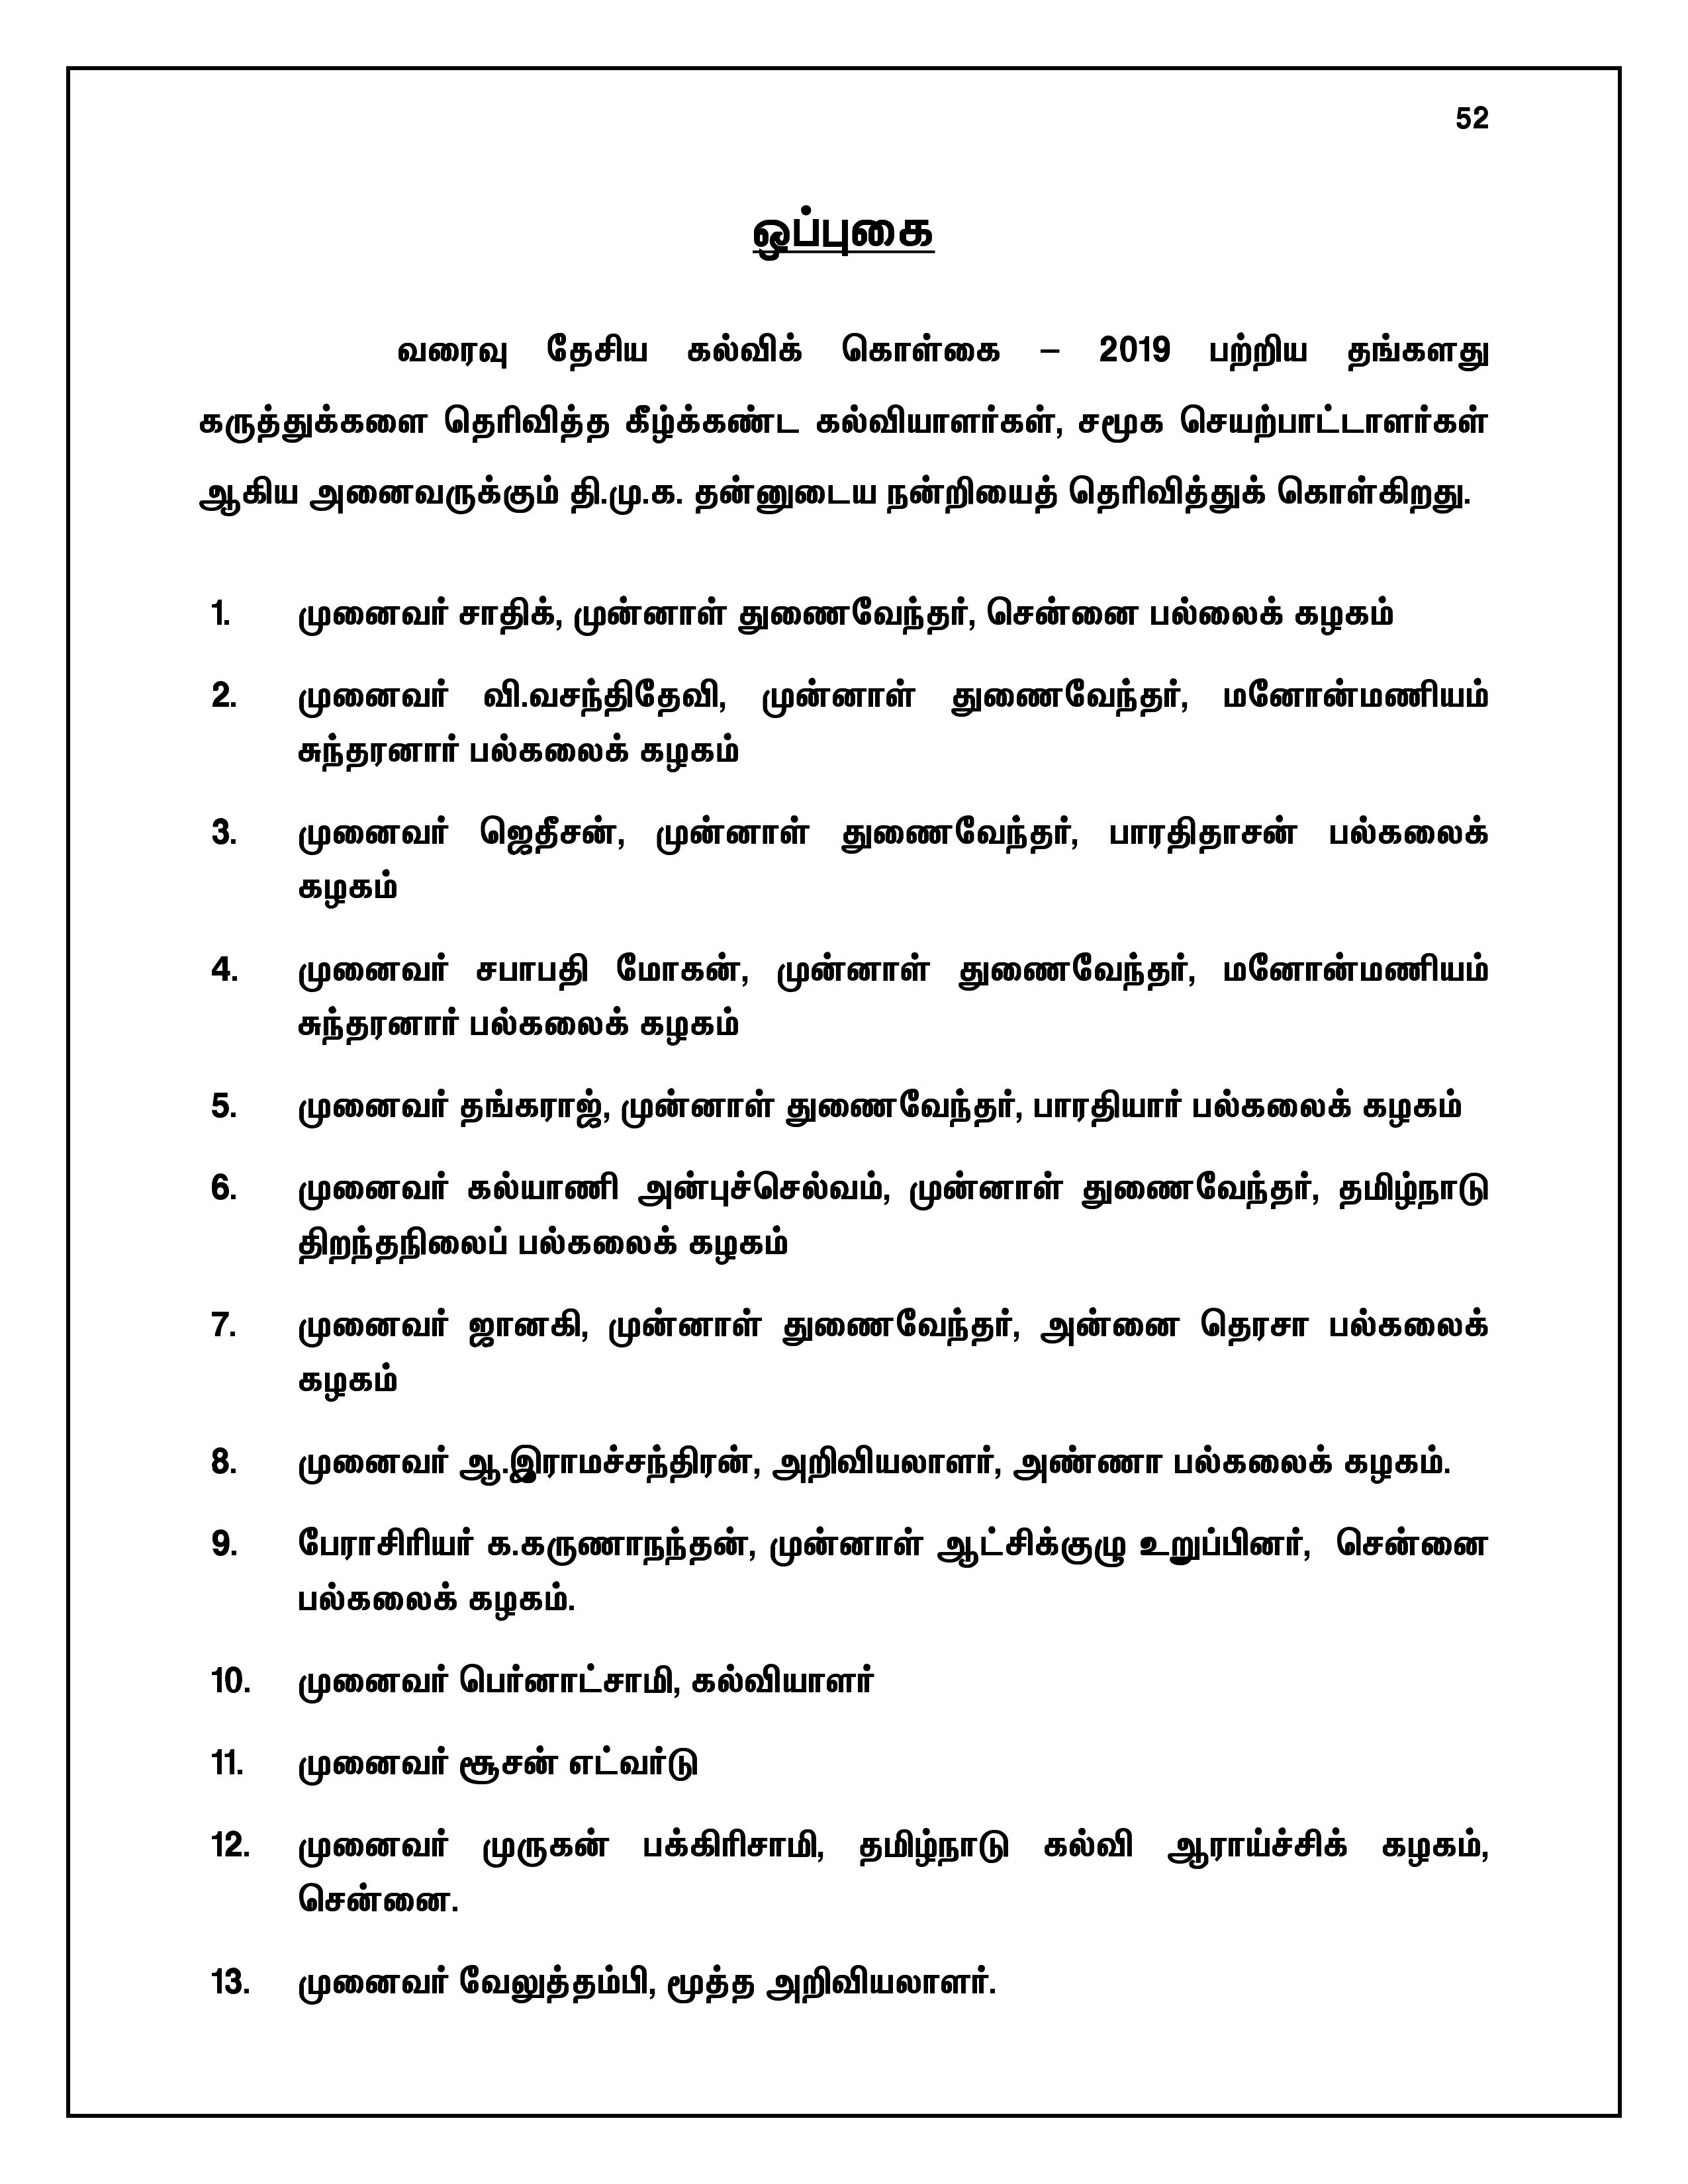 52
ஒப்புகை
வரைவு தேசிய கல்விக் கொள்கை – 2019 பற்றிய தங்களது
கருத்துக்களை தெரிவித்த கீழ்க்கண்ட கல்வியாளர்கள், சமூக செயற்பாட்டாளர்கள்
ஆகிய அனைவருக்கும் தி.மு.க. தன்னுடைய நன்றியைத் தெரிவித்துக் கொள்கிறது.
1. முனைவர் சாதிக், முன்னாள் துணைவேந்தர், சென்னை பல்லைக் கழகம்
2. முனைவர் வி.வசந்திதேவி, முன்னாள் துணைவேந்தர், மனோன்மணியம்
சுந்தரனார் பல்கலைக் கழகம்
3. முனைவர் ஜெதீசன், முன்னாள் துணைவேந்தர், பாரதிதாசன் பல்கலைக்
கழகம்
4. முனைவர் சபாபதி மோகன், முன்னாள் துணைவேந்தர், மனோன்மணியம்
சுந்தரனார் பல்கலைக் கழகம்
5. முனைவர் தங்கராஜ், முன்னாள் துணைவேந்தர், பாரதியார் பல்கலைக் கழகம்
6. முனைவர் கல்யாணி அன்புச்செல்வம், முன்னாள் துணைவேந்தர், தமிழ்நாடு
திறந்தநிலைப் பல்கலைக் கழகம்
7. முனைவர் ஜானகி, முன்னாள் துணைவேந்தர், அன்னை தெரசா பல்கலைக்
கழகம்
8. முனைவர் ஆ.இராமச்சந்திரன், அறிவியலாளர், அண்ணா பல்கலைக் கழகம்.
9. பேராசிரியர் க.கருணாநந்தன், முன்னாள் ஆட்சிக்குழு உறுப்பினர், சென்னை
பல்கலைக் கழகம்.
10. முனைவர் பெர்னாட்சாமி, கல்வியாளர்
11. முனைவர் சூசன் எட்வர்டு
12. முனைவர் முருகன் பக்கிரிசாமி, தமிழ்நாடு கல்வி ஆராய்ச்சிக் கழகம்,
சென்னை.
13. முனைவர் வேலுத்தம்பி, மூத்த அறிவியலாளர்.